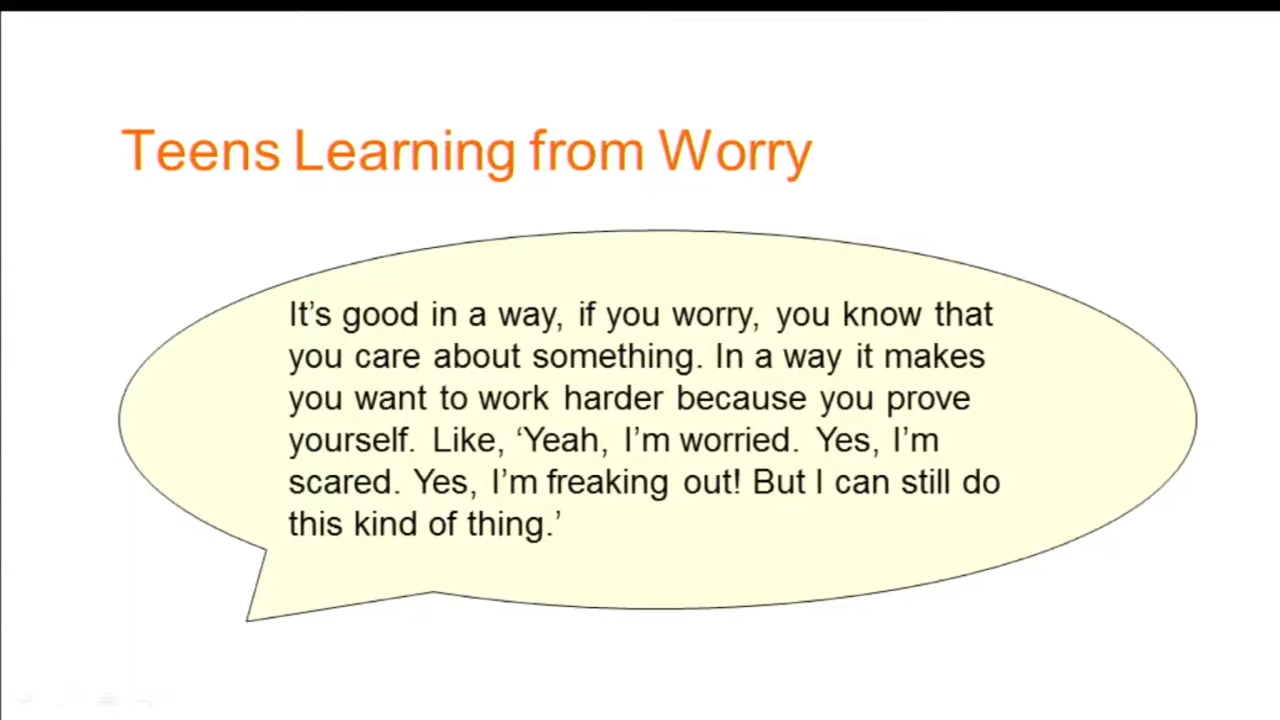 Teens Learning from Worry
It’s good in a way, if you worry, you know that
you care about something. In a way it makes
you want to work harder because you prove
yourself. Like, ‘Yeah, I’m worried. Yes, I’m
scared. Yes, I’m freaking out! But I can still do
this kind of thing.’